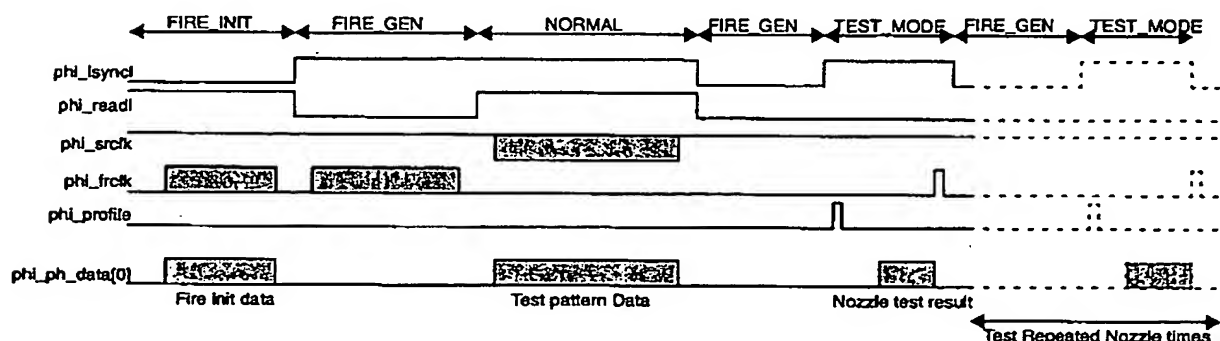 FIRE_INIT FIRE_GEN NORMAL FIRE_GEN TEST_MODE FIRE_GEN TEST_MODE
phi_lsyncl
phi_readl
phi_srclk
phi_frclk
phi_profile
phi_ph_data[0]
Fire Init data Test pattern Data Nozzle test result
Test Repeated Nozzle times